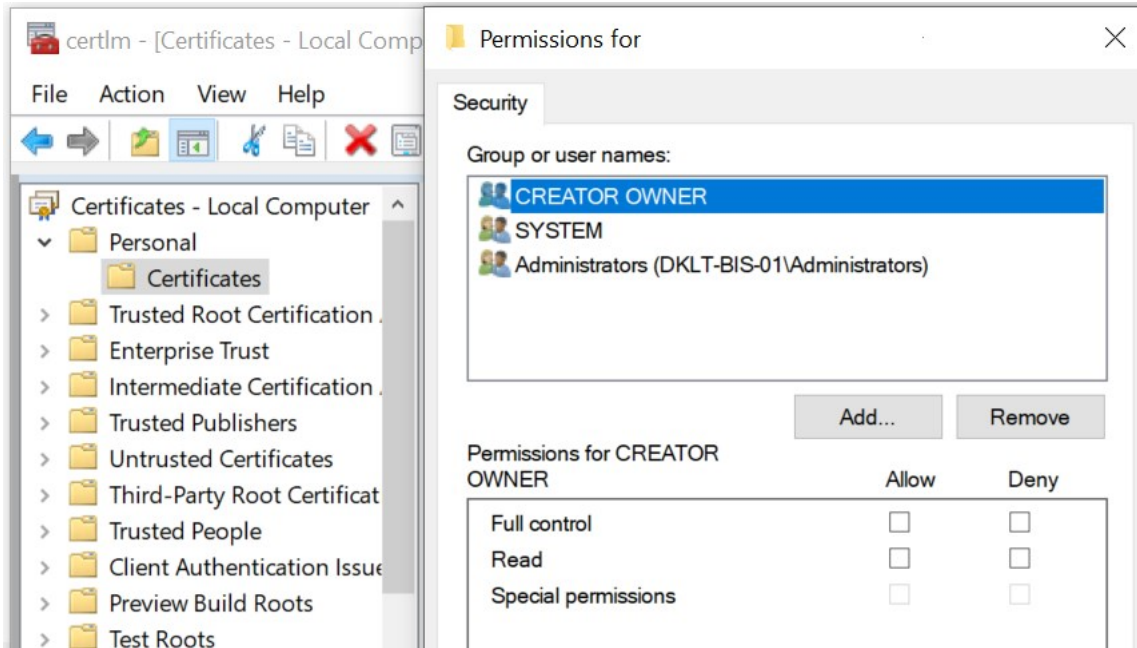 certlm - [Certificates - Local Comp
File Action View Help
Certificates - Local Computer
Personal
Certificates
Trusted Root Certification
Enterprise Trust
Intermediate Certification
Trusted Publishers
Untrusted Certificates
Third-Party Root Certificat
Trusted People
Client Authentication Issue
Preview Build Roots
Test Roots
Permissions for
Security
Group or user names:
CREATOR OWNER
SYSTEM
Administrators (DKLT-BIS-01\Administrators)
Add... Remove
Permissions for CREATOR
OWNER Allow Deny
Full control
Read
Special permissions